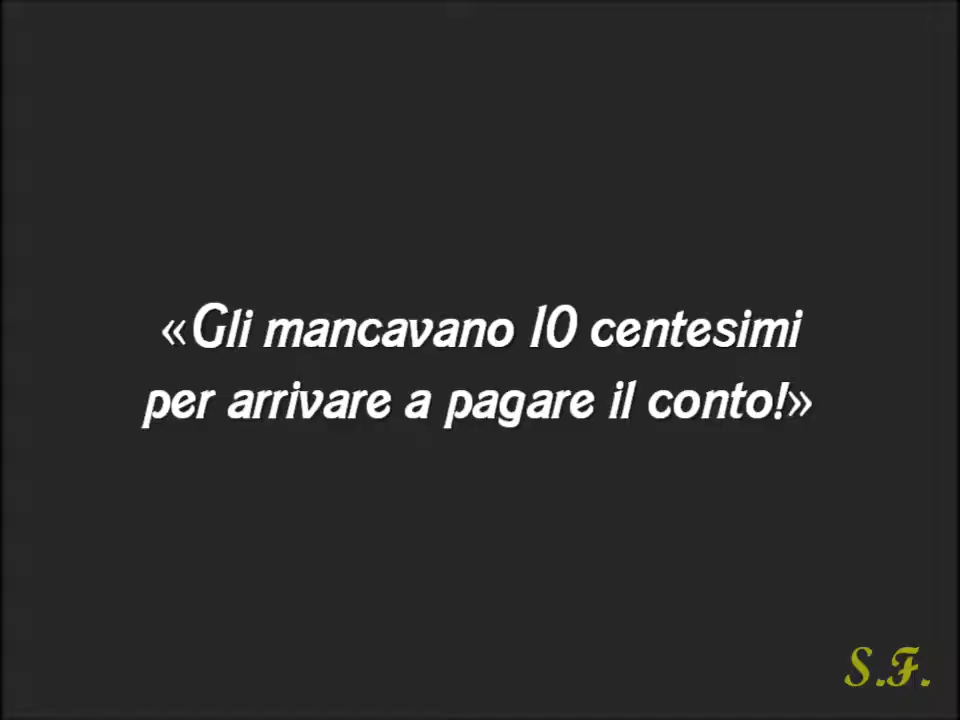 «Gli mancavano 10 centesimi
per arrivare a pagare il conto!»
S.F.